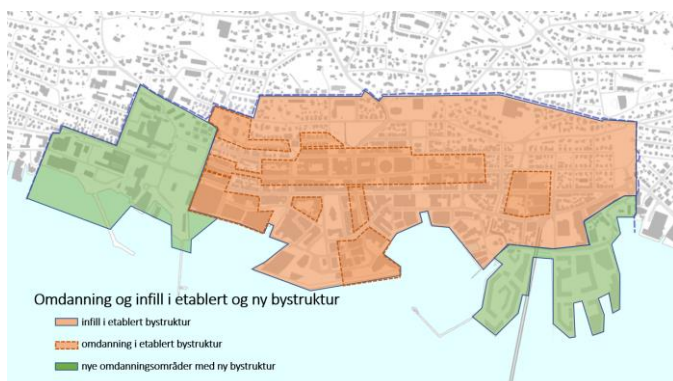 Omdanning og infill i etablert og ny bystruktur
infill i etablert bystruktur
omdanning i etablert bystruktur
nye omdanningsområder med ny bystruktur